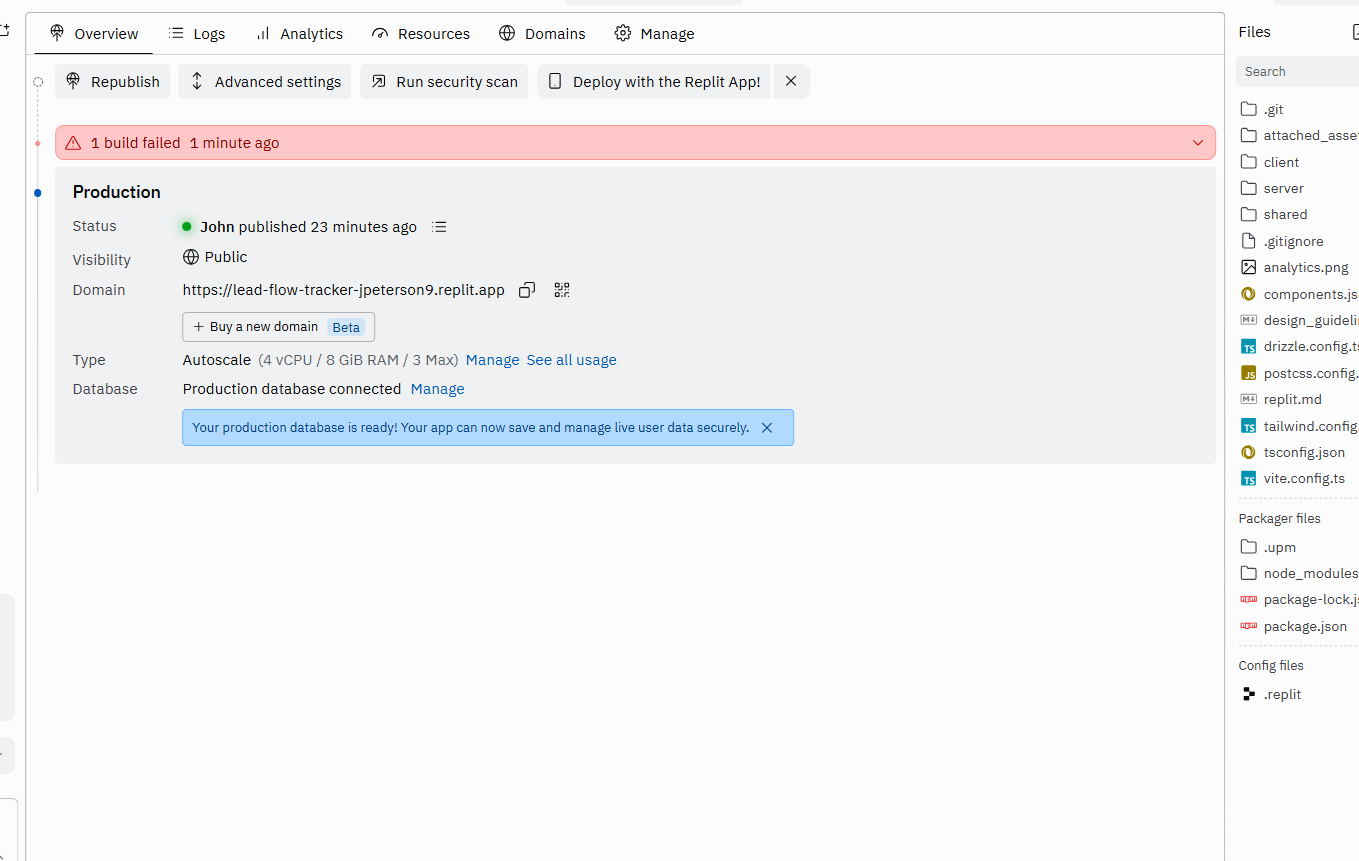 Overview Logs Analytics Resources Domains Manage
Republish Advanced settings Run security scan Deploy with the Replit App!
1 build failed 1 minute ago
Production
Status John published 23 minutes ago
Visibility Public
Domain https://lead-flow-tracker-jpeterson9.replit.app
+ Buy a new domain Beta
Type Autoscale (4 vCPU / 8 GiB RAM / 3 Max) Manage See all usage
Database Production database connected Manage
Your production database is ready! Your app can now save and manage live user data securely.
Files
Search
.git
attached_asse
client
server
shared
.gitignore
analytics.png
components.js
design_guideli
TS drizzle.config.ts
JS postcss.config.
replit.md
TS tailwind.config.
tsconfig.json
TS vite.config.ts
Packager files
.upm
node_modules
package-lock.js
package.json
Config files
.replit